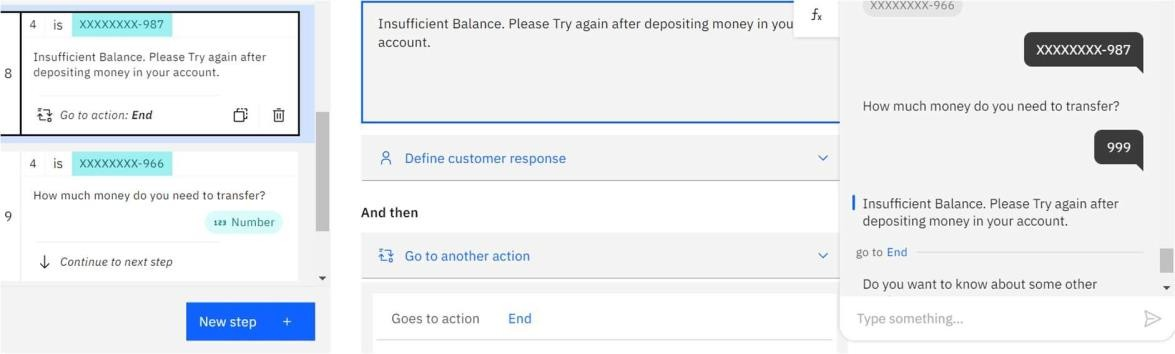 4 is XXXXXXXX-987
8
Insufficient Balance. Please Try again after
depositing money in your account.
Go to action: End
4 is XXXXXXXX-966
9
How much money do you need to transfer?
123 Number
Continue to next step
New step +
Insufficient Balance. Please Try again after depositing money in you
account.
fx
Define customer response
And then
Go to another action
Goes to action End
XXXXXXXX-966
XXXXXXXX-987
How much money do you need to transfer?
999
Insufficient Balance. Please Try again after
depositing money in your account.
go to End
Do you want to know about some other
Type something...